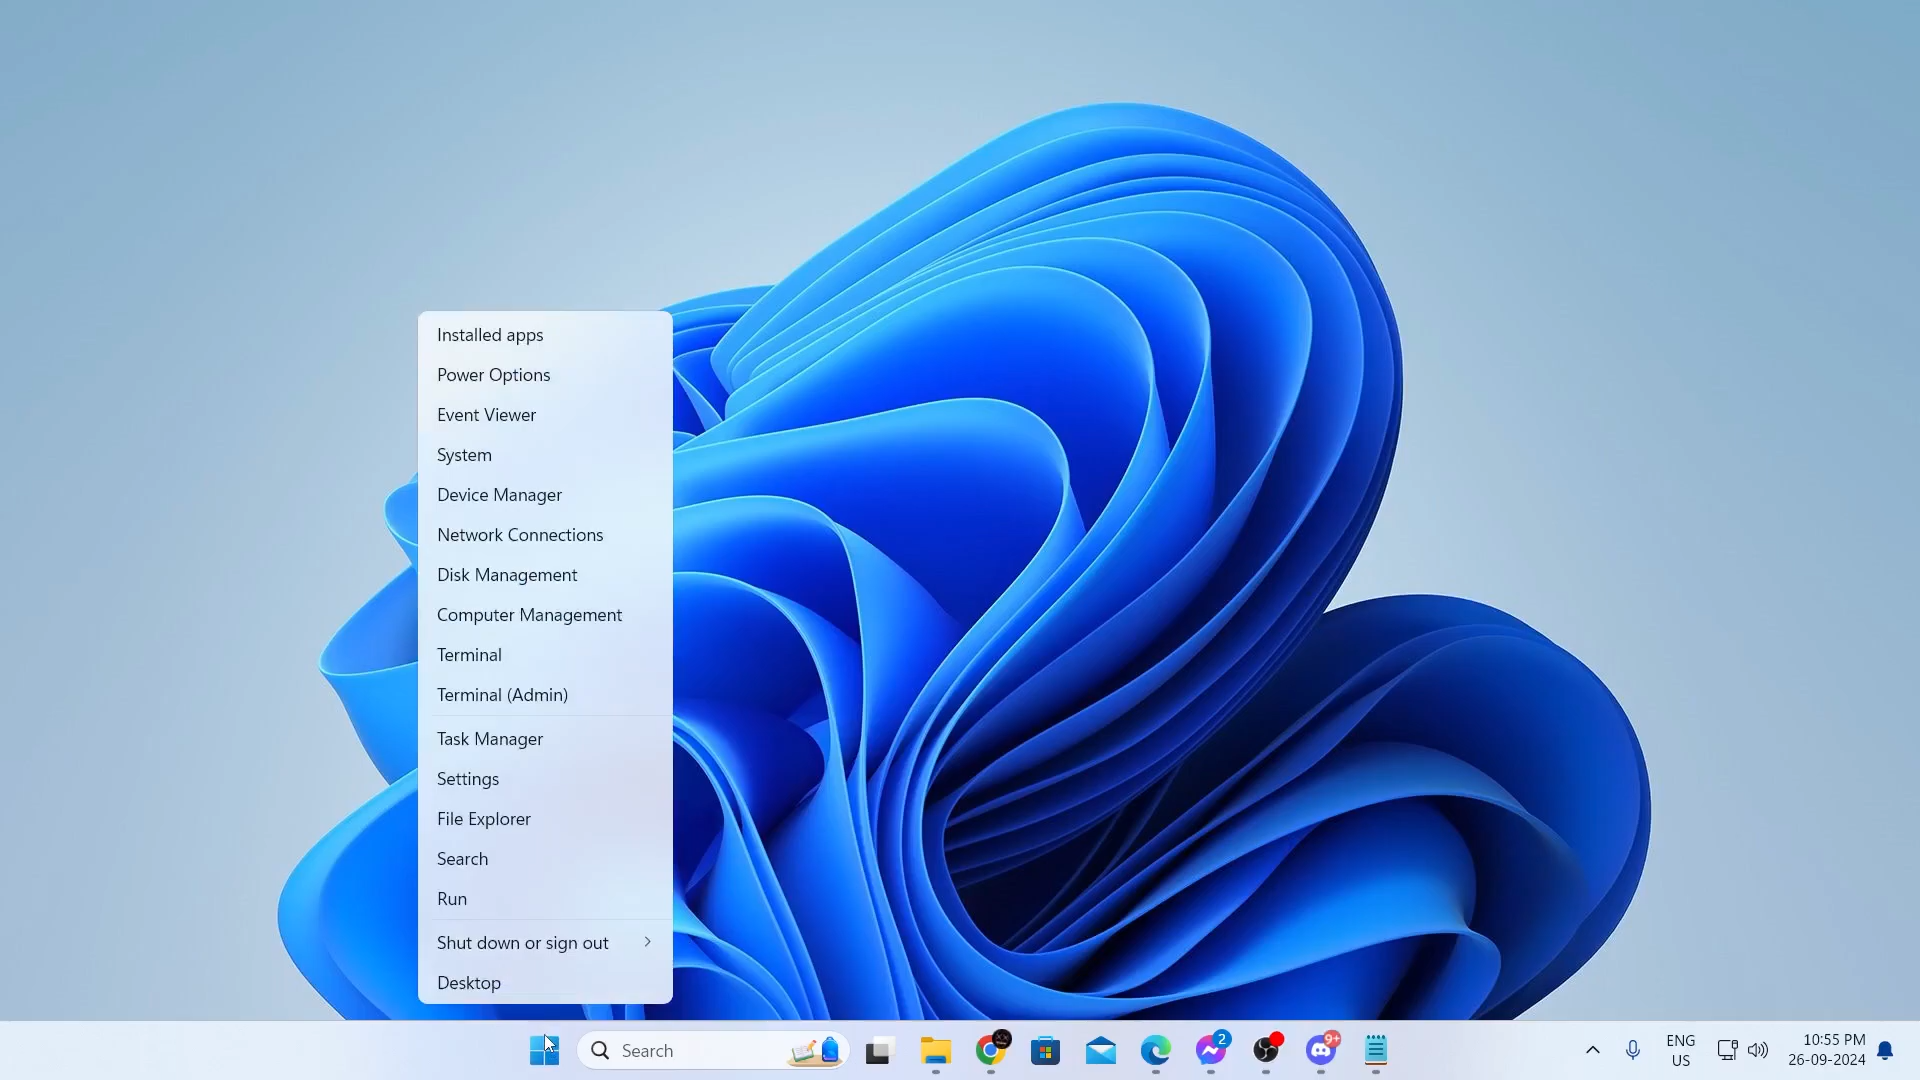 Installed apps
Power Options
Event Viewer
System
Device Manager
Network Connections
Disk Management
Computer Management
Terminal
Terminal (Admin)
Task Manager
Settings
File Explorer
Search
Run
Shut down or sign out
Desktop
Search
2
9+
ENG
US
10:55 PM
26-09-2024